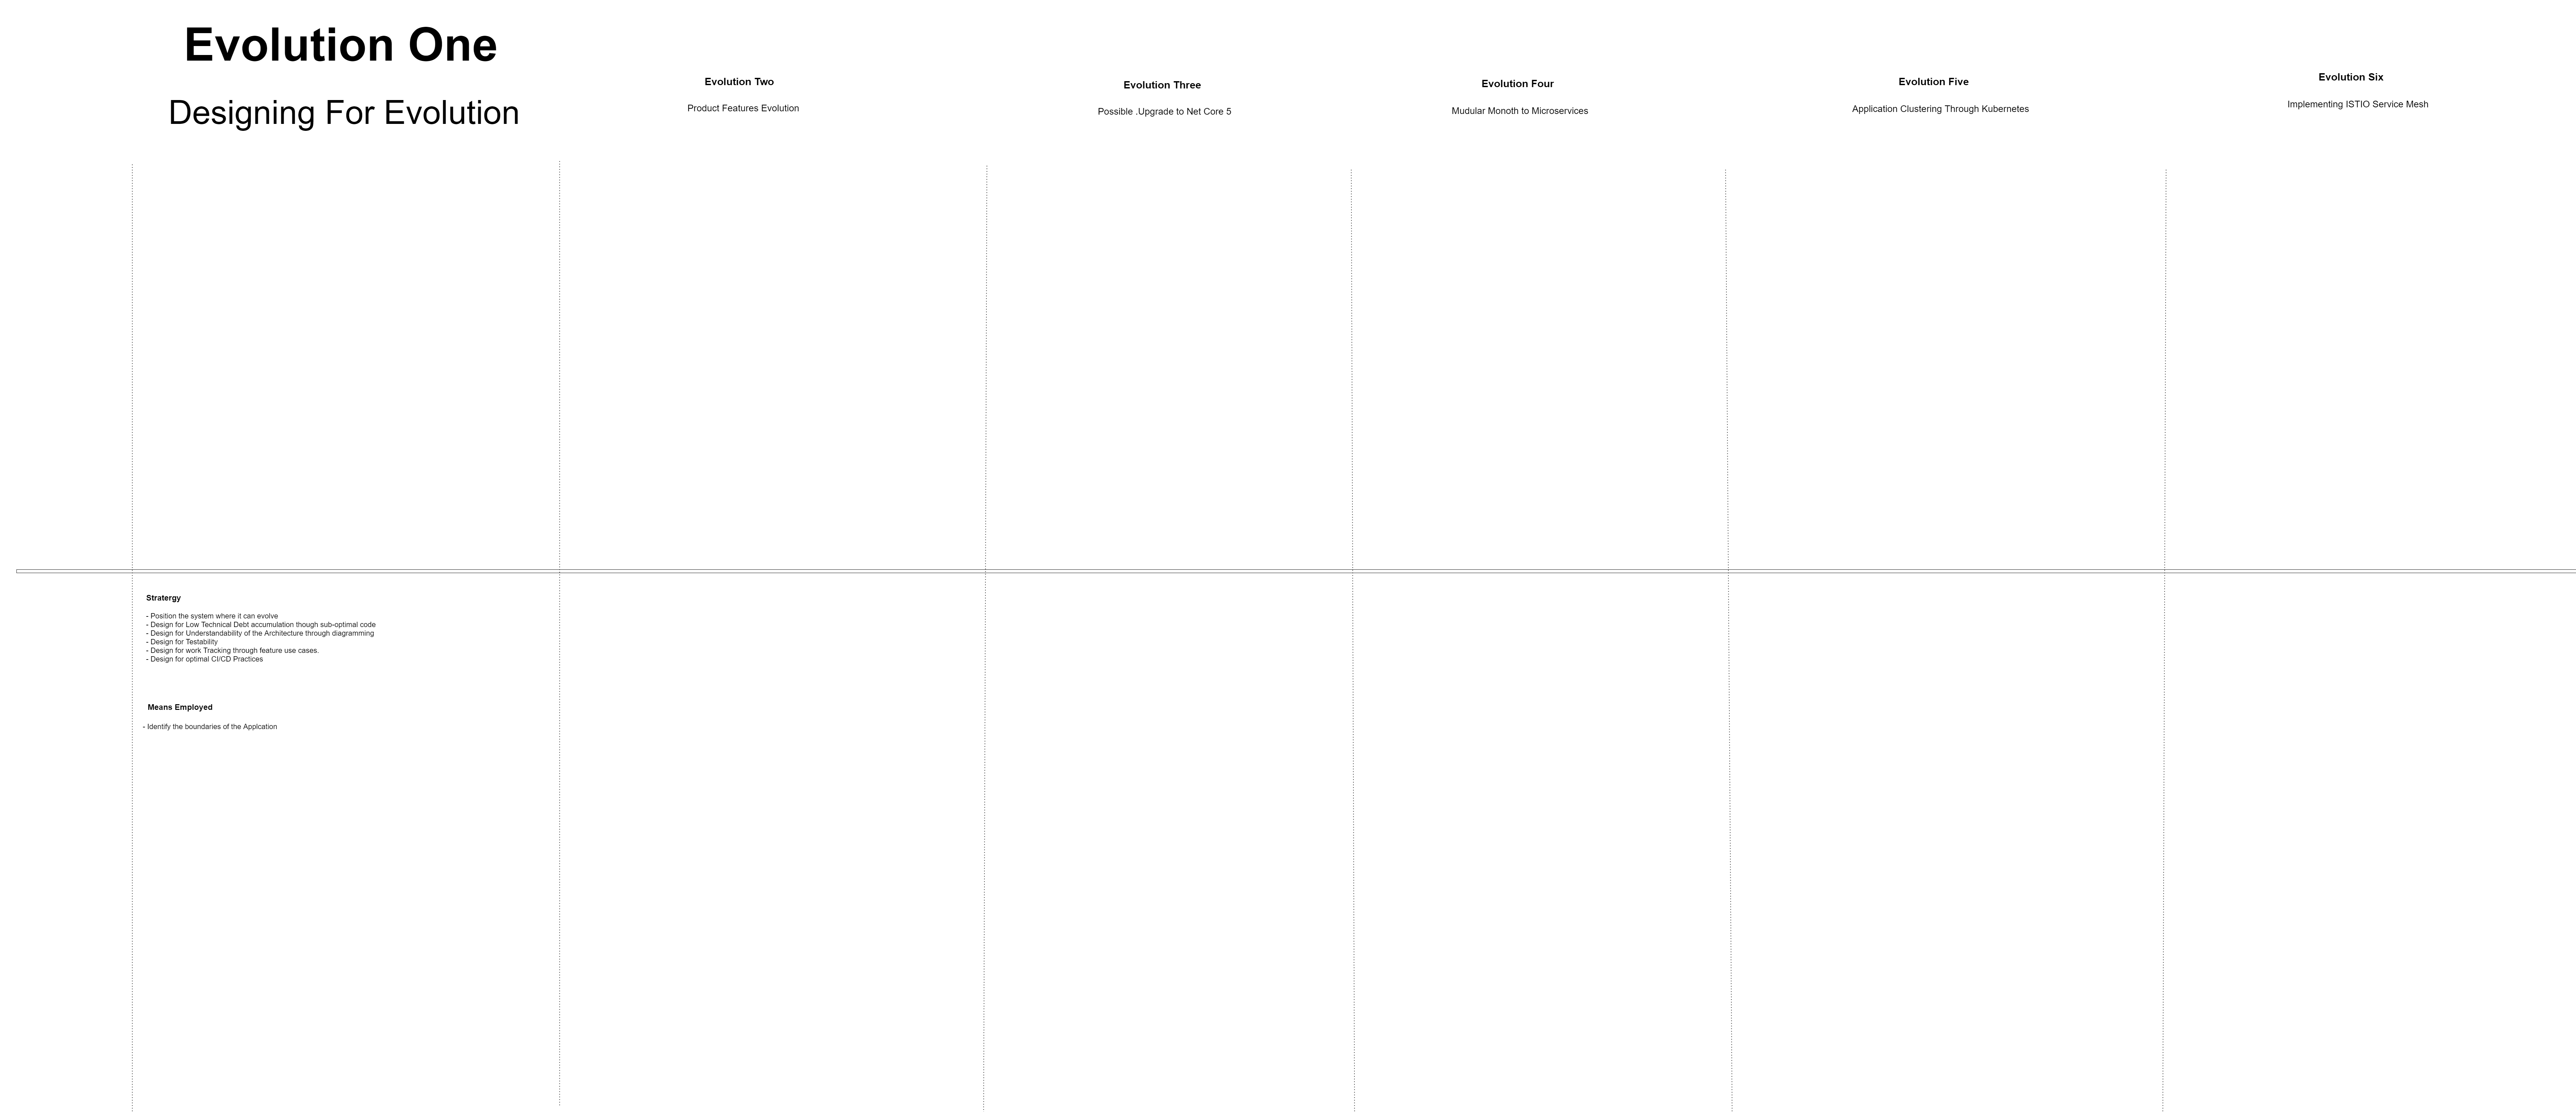 Evolution One
Designing For Evolution
Evolution Two
Product Features Evolution
Evolution Three
Possible .Upgrade to Net Core 5
Evolution Four
Mudular Monoth to Microservices
Evolution Five
Application Clustering Through Kubernetes
Evolution Six
Implementing ISTIO Service Mesh
Stratergy
- Position the system where it can evolve
- Design for Low Technical Debt accumulation though sub-optimal code
- Design for Understandability of the Architecture through diagramming
- Design for Testability
- Design for work Tracking through feature use cases.
- Design for optimal CI/CD Practices
Means Employed
- Identify the boundaries of the Applcation